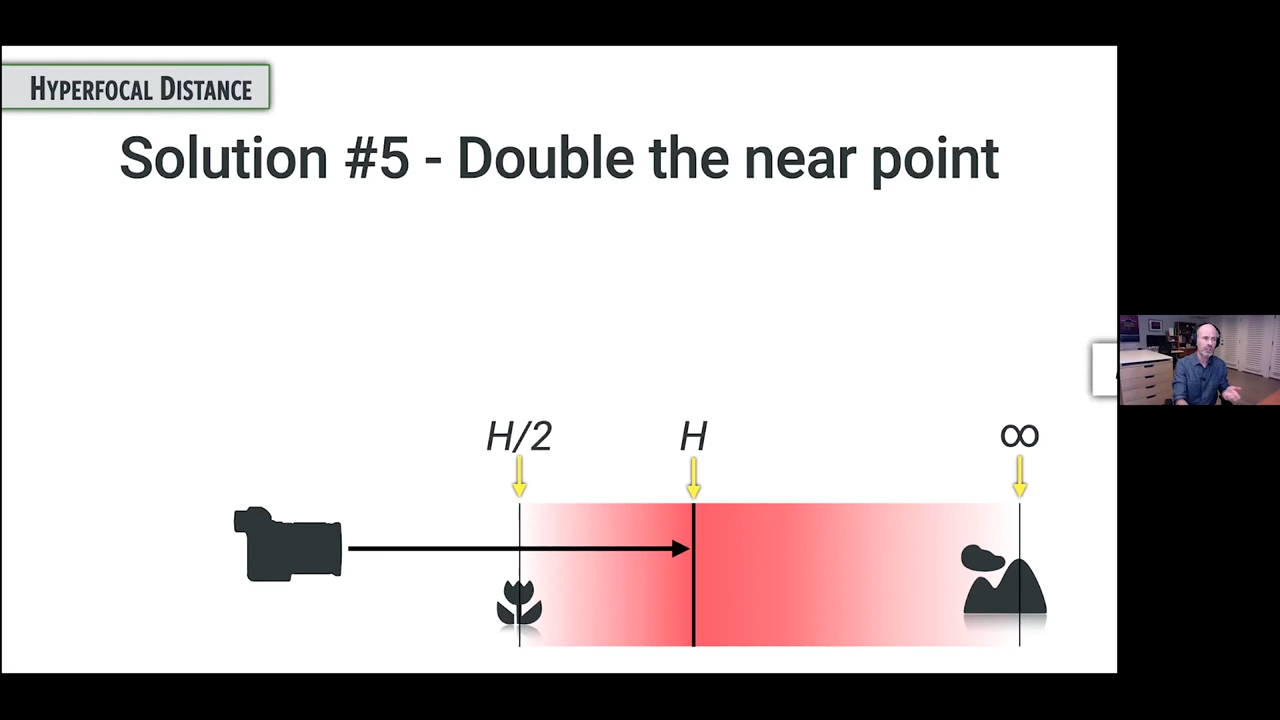 HYPERFOCAL DISTANCE
Solution #5 - Double the near point
H/2 H ∞